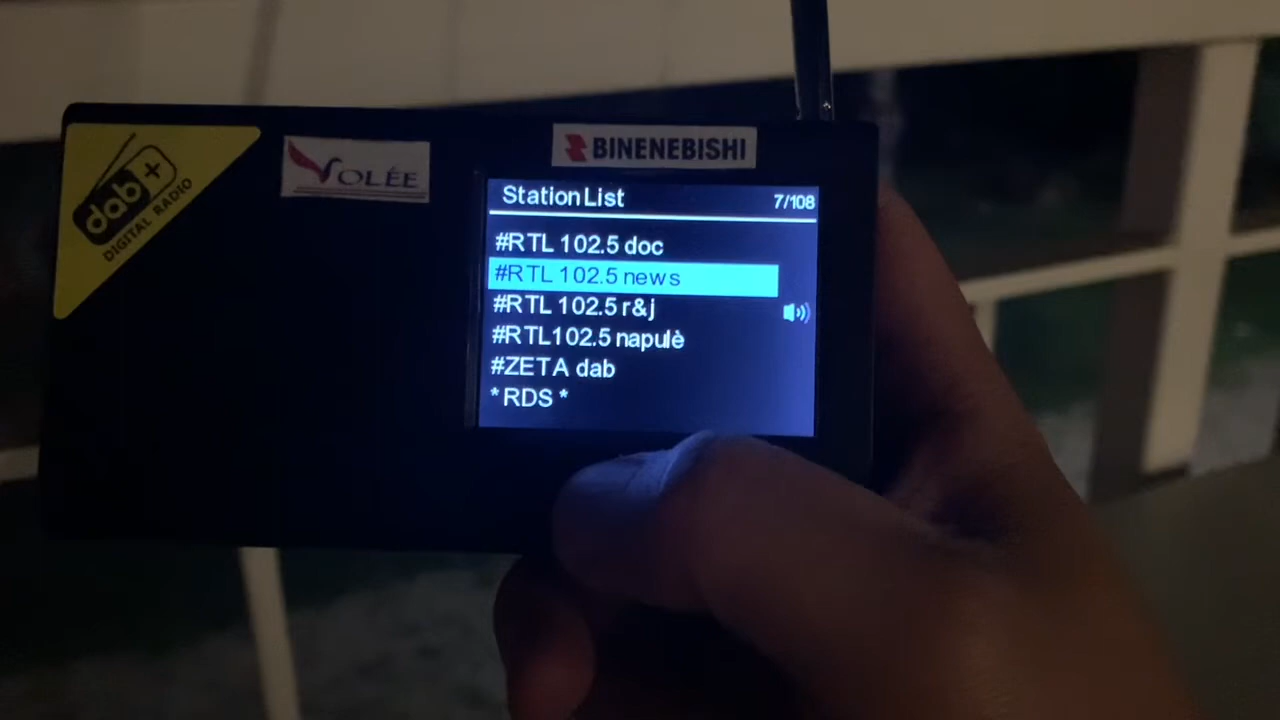 dab+
DIGITAL RADIO
VOLÉE
BINENEBISHI
Station List 7/108
#RTL 102.5 doc
#RTL 102.5 news
#RTL 102.5 r&j
#RTL102.5 napulè
#ZETA dab
* RDS *